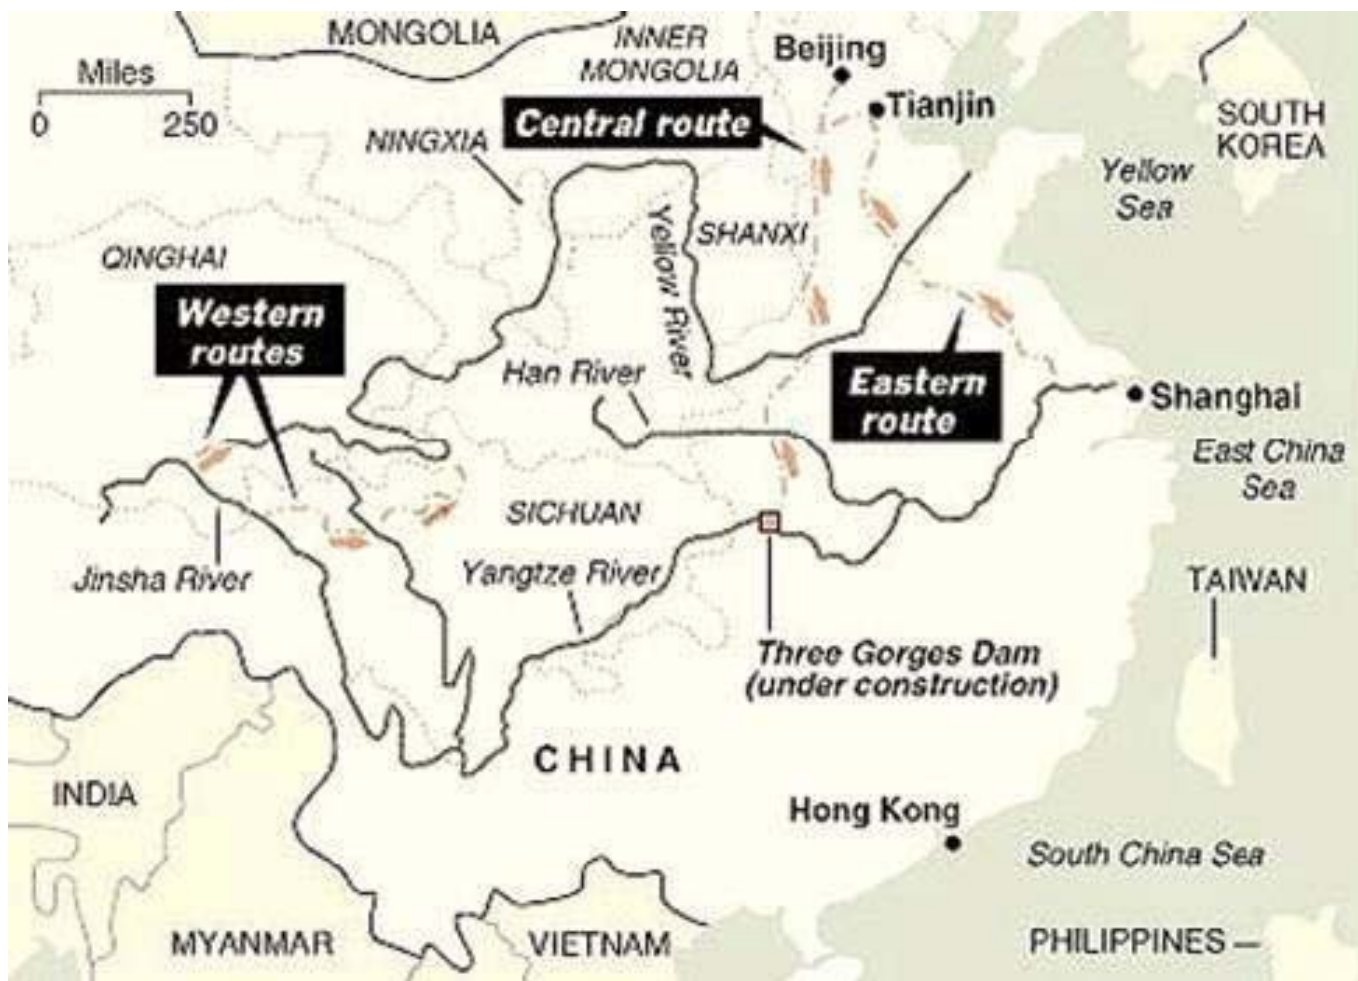 MONGOLIA
INNER
MONGOLIA
Beijing
Miles
0 250
Tianjin
SOUTH
KOREA
Central route
NINGXIA
Yellow
Sea
Yellow River
SHANXI
QINGHAI
Western
routes
Han River
Eastern
route
Shanghai
East China
Sea
SICHUAN
Jinsha River
Yangtze River
TAIWAN
Three Gorges Dam
(under construction)
CHINA
INDIA
Hong Kong
South China Sea
MYANMAR
VIETNAM
PHILIPPINES